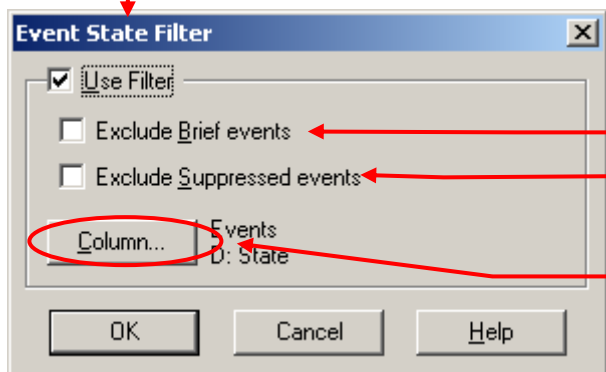 Event State Filter
Use Filter
Exclude Brief events
Exclude Suppressed events
Column...
Events
D: State
OK
Cancel
Help